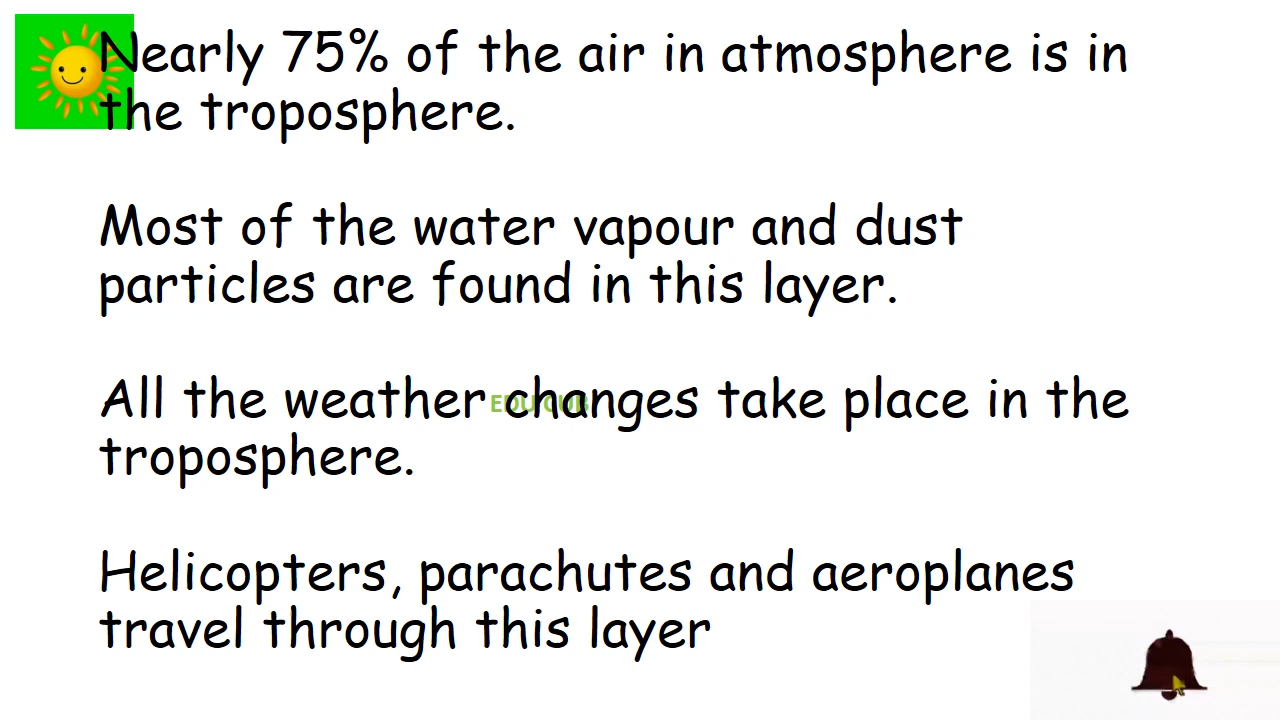 Nearly 75% of the air in atmosphere is in
the troposphere.
Most of the water vapour and dust
particles are found in this layer.
All the weather changes take place in the
troposphere.
EDU CUB
Helicopters, parachutes and aeroplanes
travel through this layer